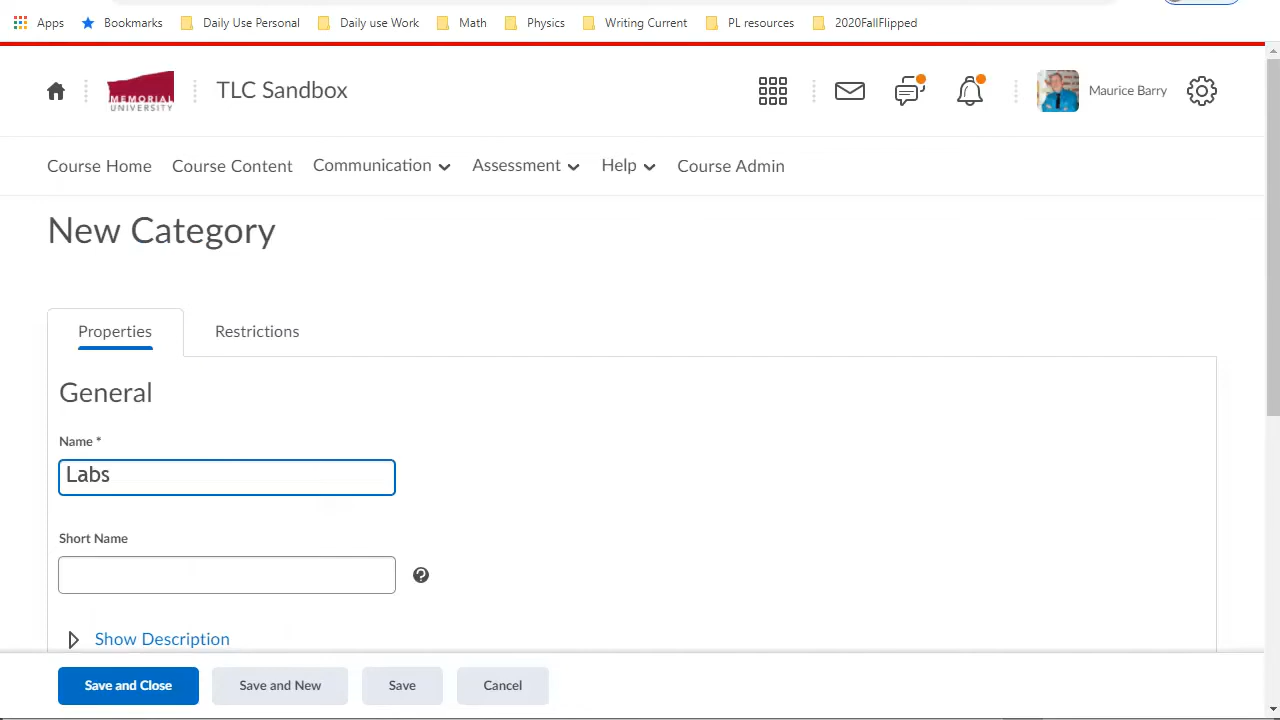 Apps Bookmarks Daily Use Personal Daily use Work Math Physics Writing Current PL resources 2020FallFlipped
MEMORIAL
UNIVERSITY
TLC Sandbox
Maurice Barry
Course Home Course Content Communication Assessment Help Course Admin
New Category
Properties Restrictions
General
Name *
Labs
Short Name
?
Show Description
Save and Close Save and New Save Cancel